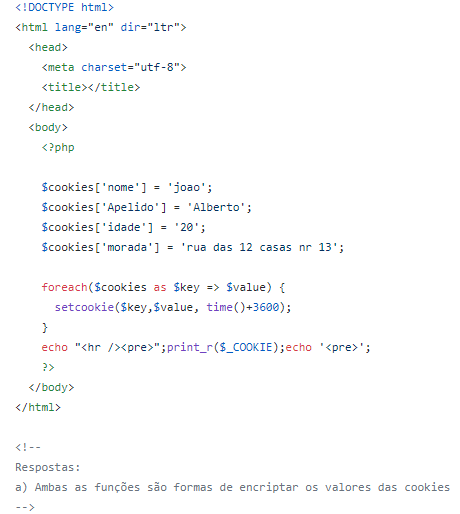 <!DOCTYPE html>
<html lang="en" dir="ltr">
<head>
<meta charset="utf-8">
<title></title>
</head>
<body>
<?php
$cookies['nome'] = 'joao';
$cookies['Apelido'] = 'Alberto';
$cookies['idade'] = '20';
$cookies['morada'] = 'rua das 12 casas nr 13';
foreach($cookies as $key => $value) {
setcookie($key,$value, time()+3600);
}
echo "<hr /><pre>";print_r($_COOKIE);echo '<pre>';
?>
</body>
</html>
<!--
Respostas:
a) Ambas as funções são formas de encriptar os valores das cookies
-->